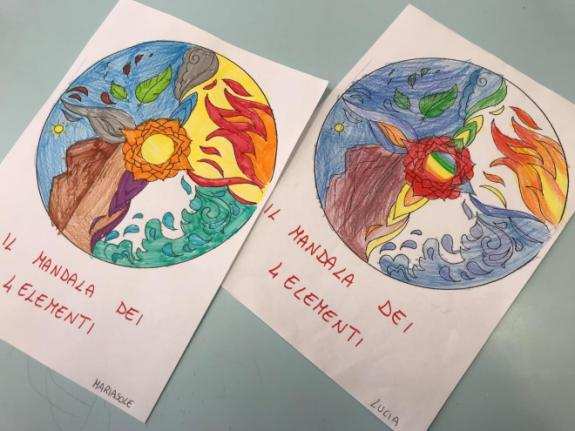 IL MANDALA DEI
4 ELEMENTI
MARIASOLE
IL MANDALA DEI
4 ELEMENTI
LUCIA